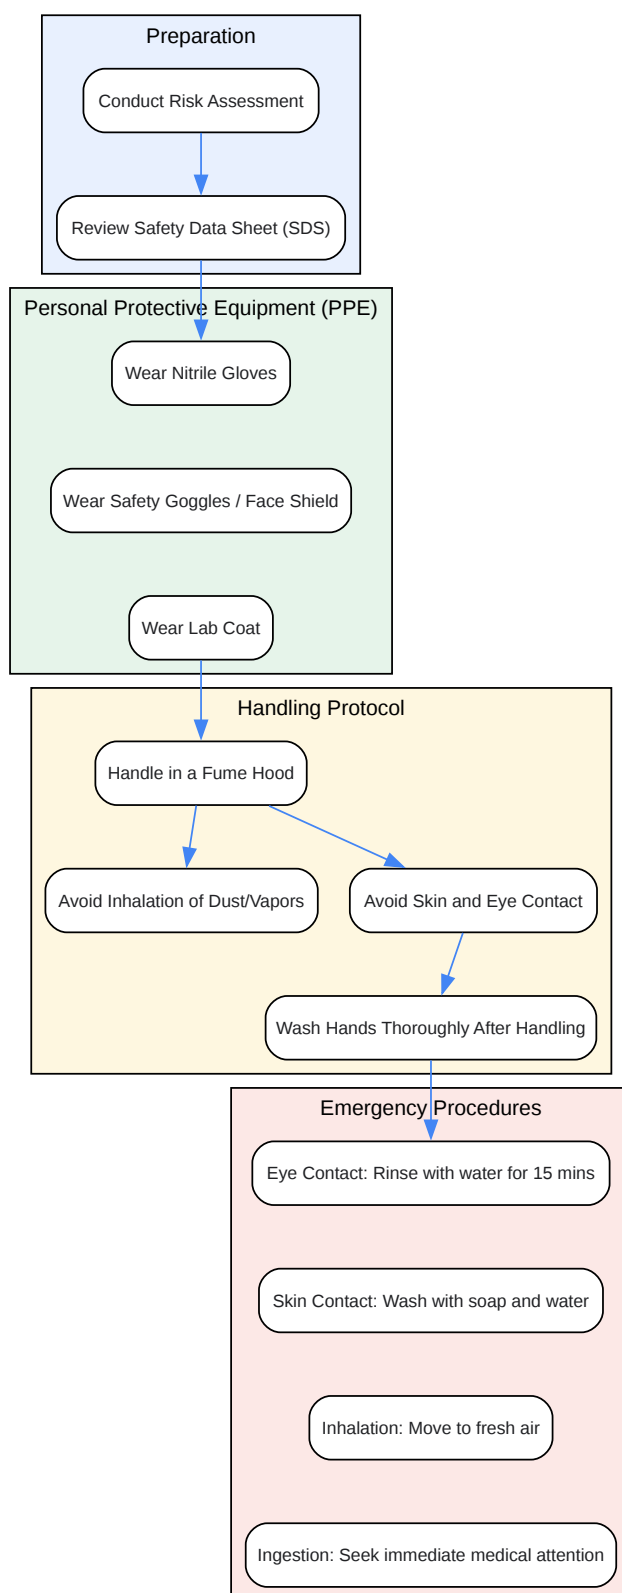 Preparation
Conduct Risk Assessment
Review Safety Data Sheet (SDS)
Personal Protective Equipment (PPE)
Wear Nitrile Gloves
Wear Safety Goggles / Face Shield
Wear Lab Coat
Handling Protocol
Handle in a Fume Hood
Avoid Inhalation of Dust/Vapors
Avoid Skin and Eye Contact
Wash Hands Thoroughly After Handling
Emergency Procedures
Eye Contact: Rinse with water for 15 mins
Skin Contact: Wash with soap and water
Inhalation: Move to fresh air
Ingestion: Seek immediate medical attention